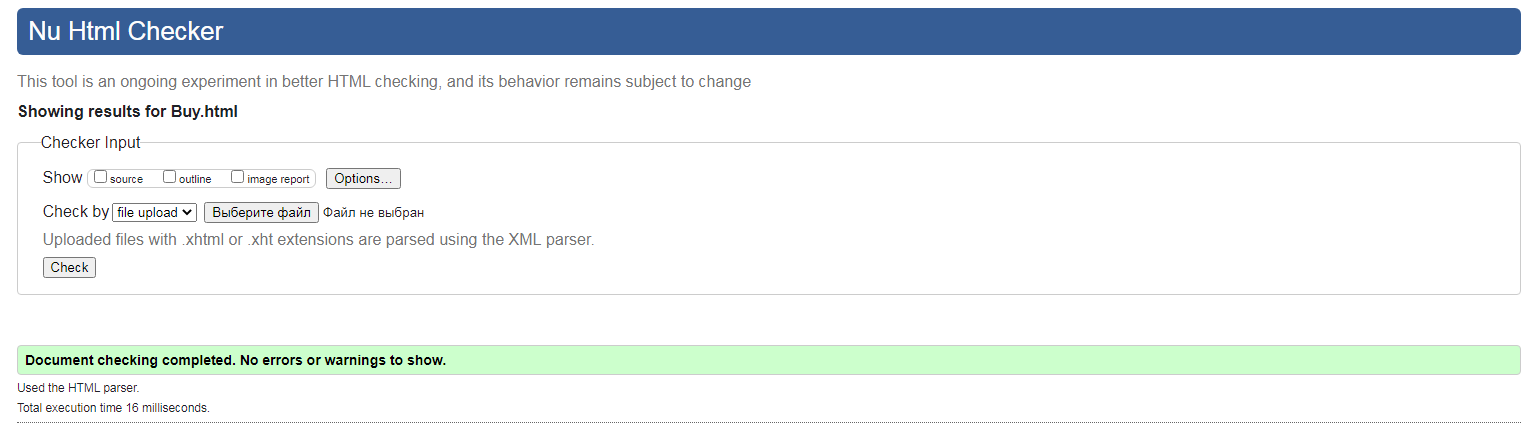 Nu Html Checker
This tool is an ongoing experiment in better HTML checking, and its behavior remains subject to change
Showing results for Buy.html
Checker Input
Show source outline image report Options...
Check by file upload Выберите файл Файл не выбран
Uploaded files with .xhtml or .xht extensions are parsed using the XML parser.
Check
Document checking completed. No errors or warnings to show.
Used the HTML parser.
Total execution time 16 milliseconds.